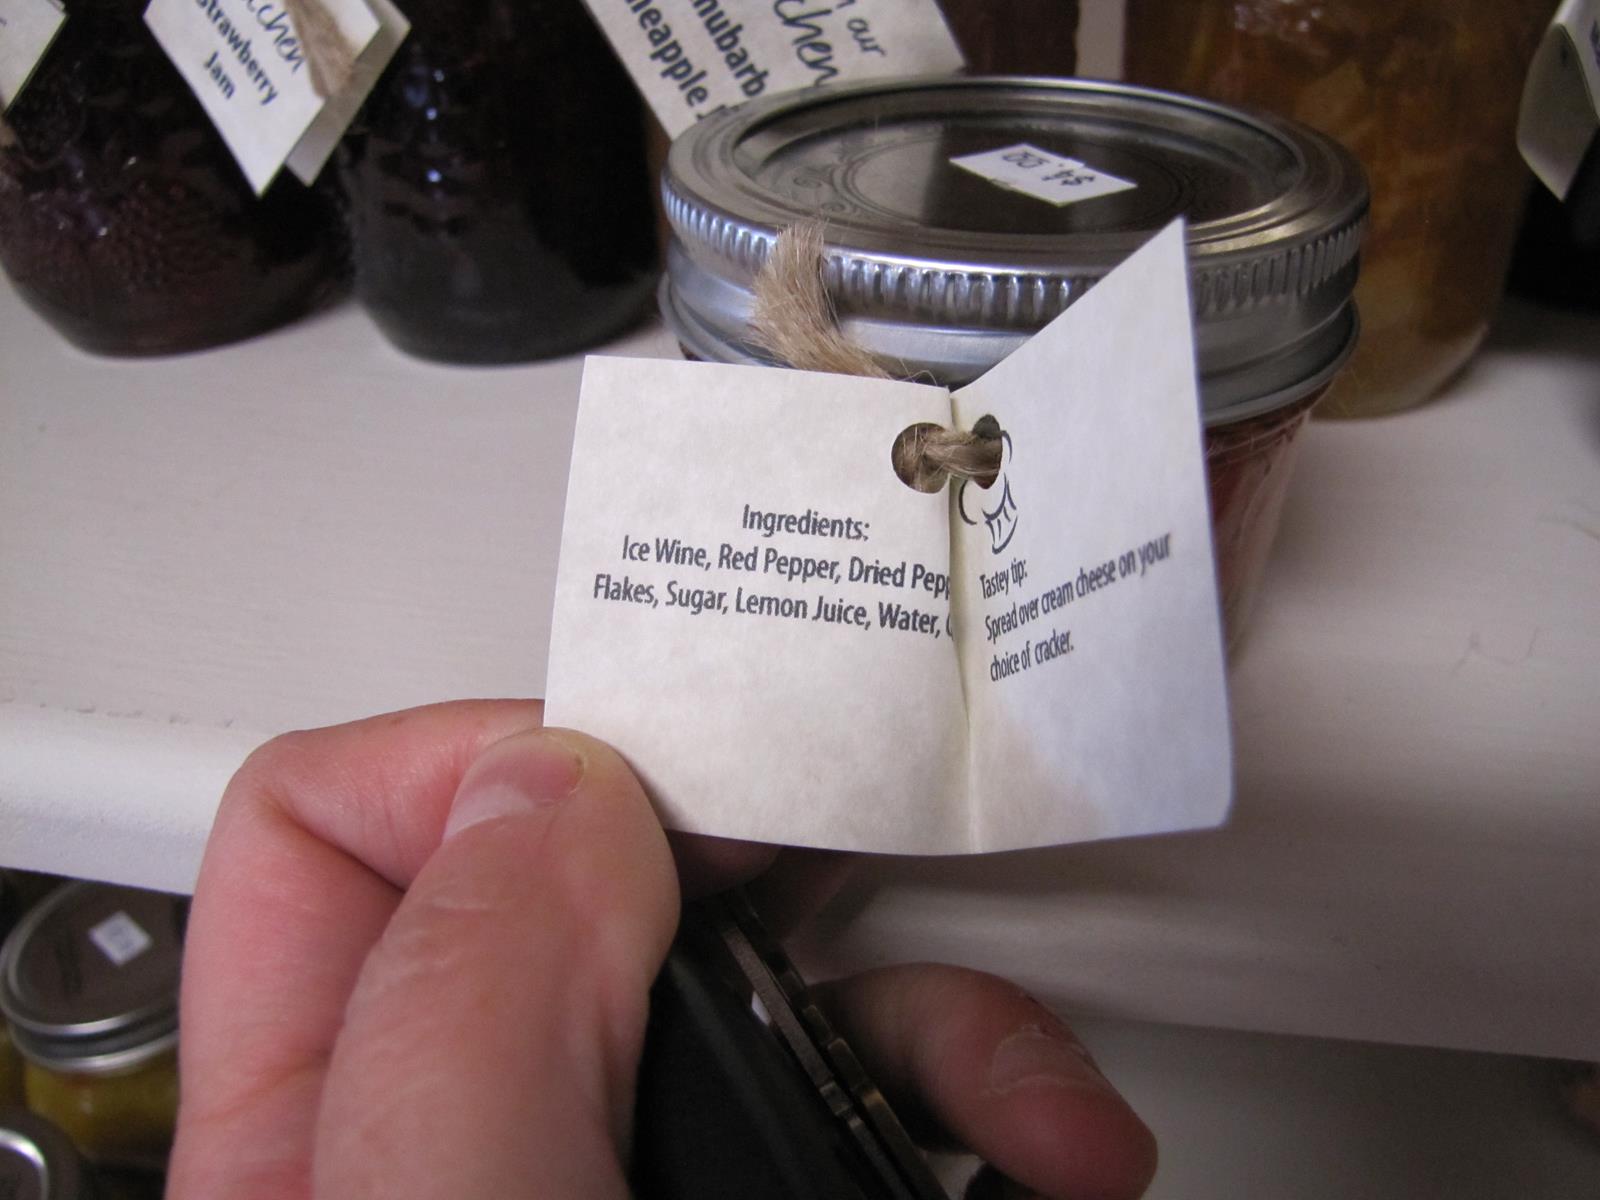 Strawberry
Jam
our
Ingredients:
Ice Wine, Red Pepper, Dried
Flakes, Sugar, Lemon Juice, Water,
Tastey tip:
Spread over cream cheese on your
choice of cracker.